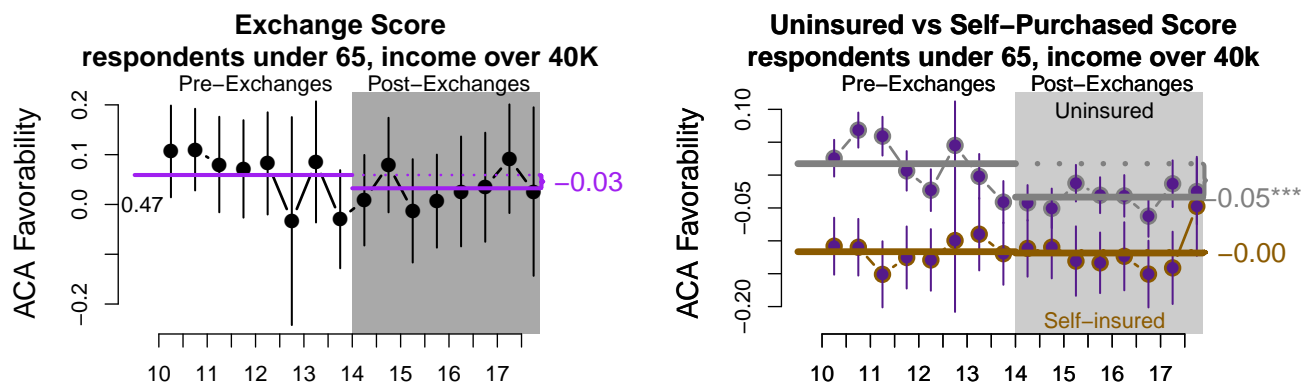 Exchange Score
respondents under 65, income over 40K
Pre−Exchanges
Post−Exchanges
ACA Favorability
0.2
0.1
0.0
−0.2
0.47
−0.03
10 11 12 13 14 15 16 17
Uninsured vs Self−Purchased Score
respondents under 65, income over 40k
Pre−Exchanges
Post−Exchanges
ACA Favorability
0.10
−0.05
−0.20
Uninsured
−0.05***
−0.00
Self−insured
10 11 12 13 14 15 16 17